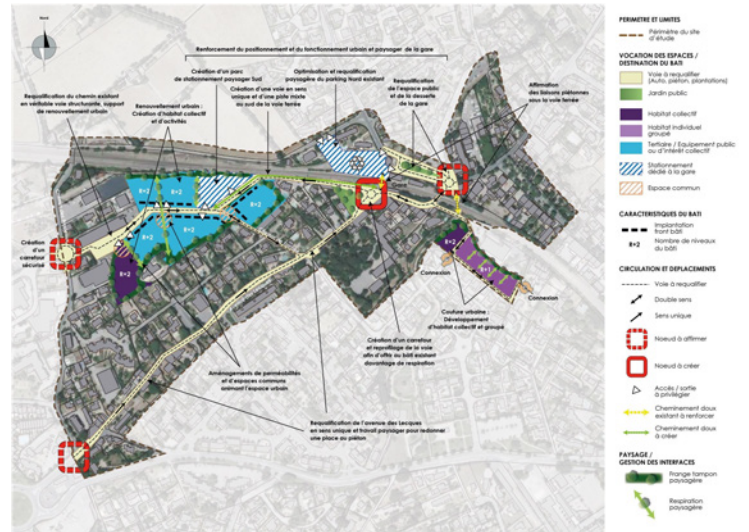 Nord
Renforcement du positionnement et du fonctionnement urbain et paysager de la gare
Création d'un parc
de stationnement paysager Sud
Optimisation et requalification
paysagère du parking Nord existant
Requalification
de l'espace public
et de la desserte
de la gare
Affirmation
des liaisons piétonnes
sous la voie ferrée
Requalification du chemin existant
en véritable voie structurante, support
de renouvellement urbain
Renouvellement urbain :
Création d'habitat collectif
et d'activités
Création d'une voie en sens
unique et d'une piste mixte
au sud de la voie ferrée
R+2
R+2
R+2
R+2
R+2
R+2
R+2
R+2
R+1
Création
d'un
carrefour
sécurisé
Connexion
Connexion
Couture urbaine :
Développement
d'habitat collectif et groupé
Création d'un carrefour
et reprofilage de la voie
afin d'offrir au bâti existant
davantage de respiration
Aménagements de perméabilités
et d'espaces communs
animant l'espace urbain
Requalification de l'avenue des Lecques
en sens unique et travail paysager pour redonner
une place au piéton
PERIMETRE ET LIMITES
Périmètre du site
d'étude
VOCATION DES ESPACES /
DESTINATION DU BATI
Voie à requalifier
(Auto, piéton, plantations)
Jardin public
Habitat collectif
Habitat individuel
groupé
Tertiaire / Equipement public
ou d'intérêt collectif
Stationnement
dédié à la gare
Espace commun
CARACTERISTIQUES DU BATI
Implantation
front bâti
R+2
Nombre de niveaux
du bâti
CIRCULATION ET DEPLACEMENTS
Voie à requalifier
Double sens
Sens unique
Noeud à affirmer
Noeud à créer
Accès / sortie
à privilégier
Cheminement doux
existant à renforcer
Cheminement doux
à créer
PAYSAGE /
GESTION DES INTERFACES
Frange tampon
paysagère
Respiration
paysagère